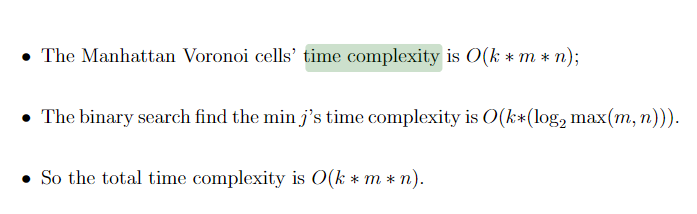 • The Manhattan Voronoi cells' time complexity is O(k ∗ m ∗ n);
• The binary search find the min j's time complexity is O(k∗(log₂ max(m, n))).
• So the total time complexity is O(k ∗ m ∗ n).